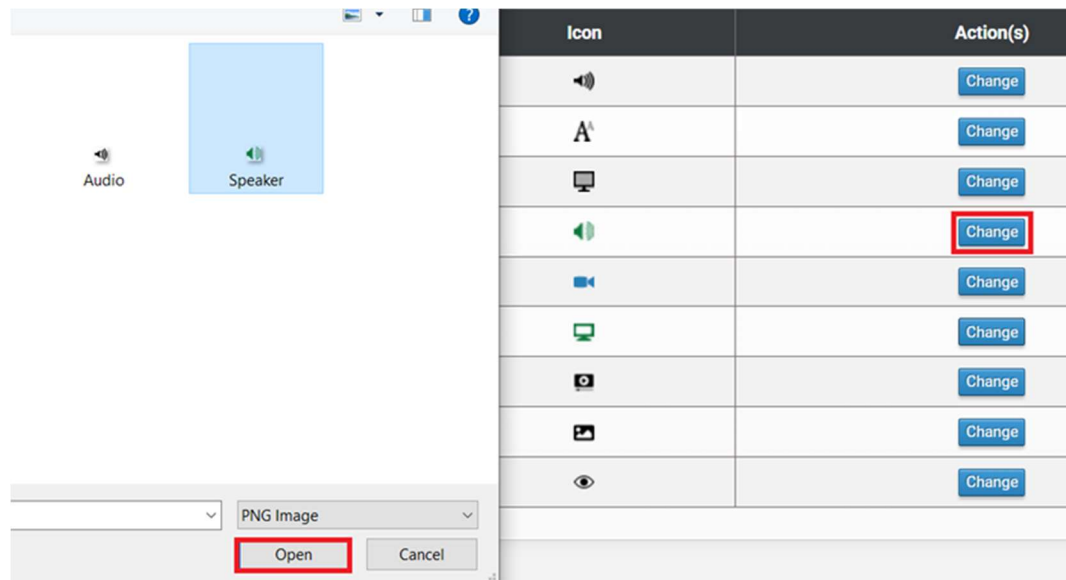 Audio
Speaker
PNG Image
Open
Cancel
Icon
Action(s)
Change
Change
Change
Change
Change
Change
Change
Change
Change